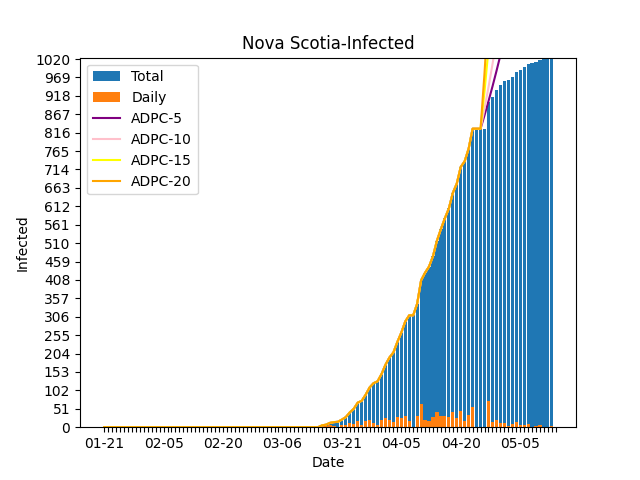 Nova Scotia-Infected
1020
969
918
867
816
765
714
663
612
561
510
459
408
357
306
255
204
153
102
51
0
Infected
Total
Daily
ADPC-5
ADPC-10
ADPC-15
ADPC-20
01-21 02-05 02-20 03-06 03-21 04-05 04-20 05-05
Date